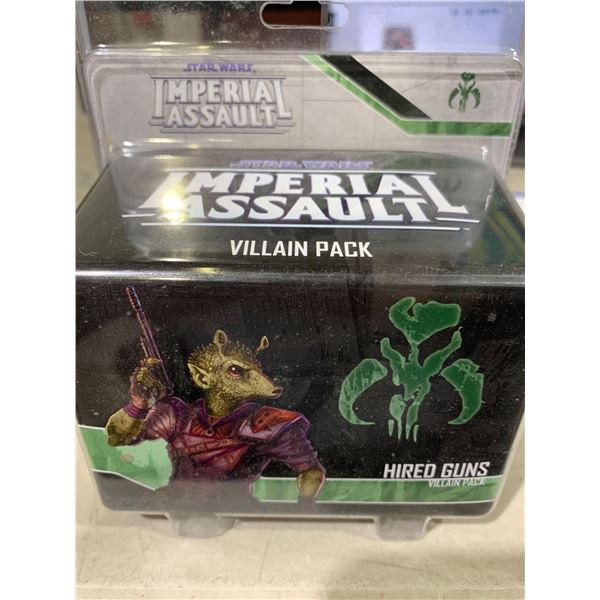 STAR WARS
IMPERIAL
ASSAULT
STAR WARS
IMPERIAL
ASSAULT
VILLAIN PACK
HIRED GUNS
VILLAIN PACK